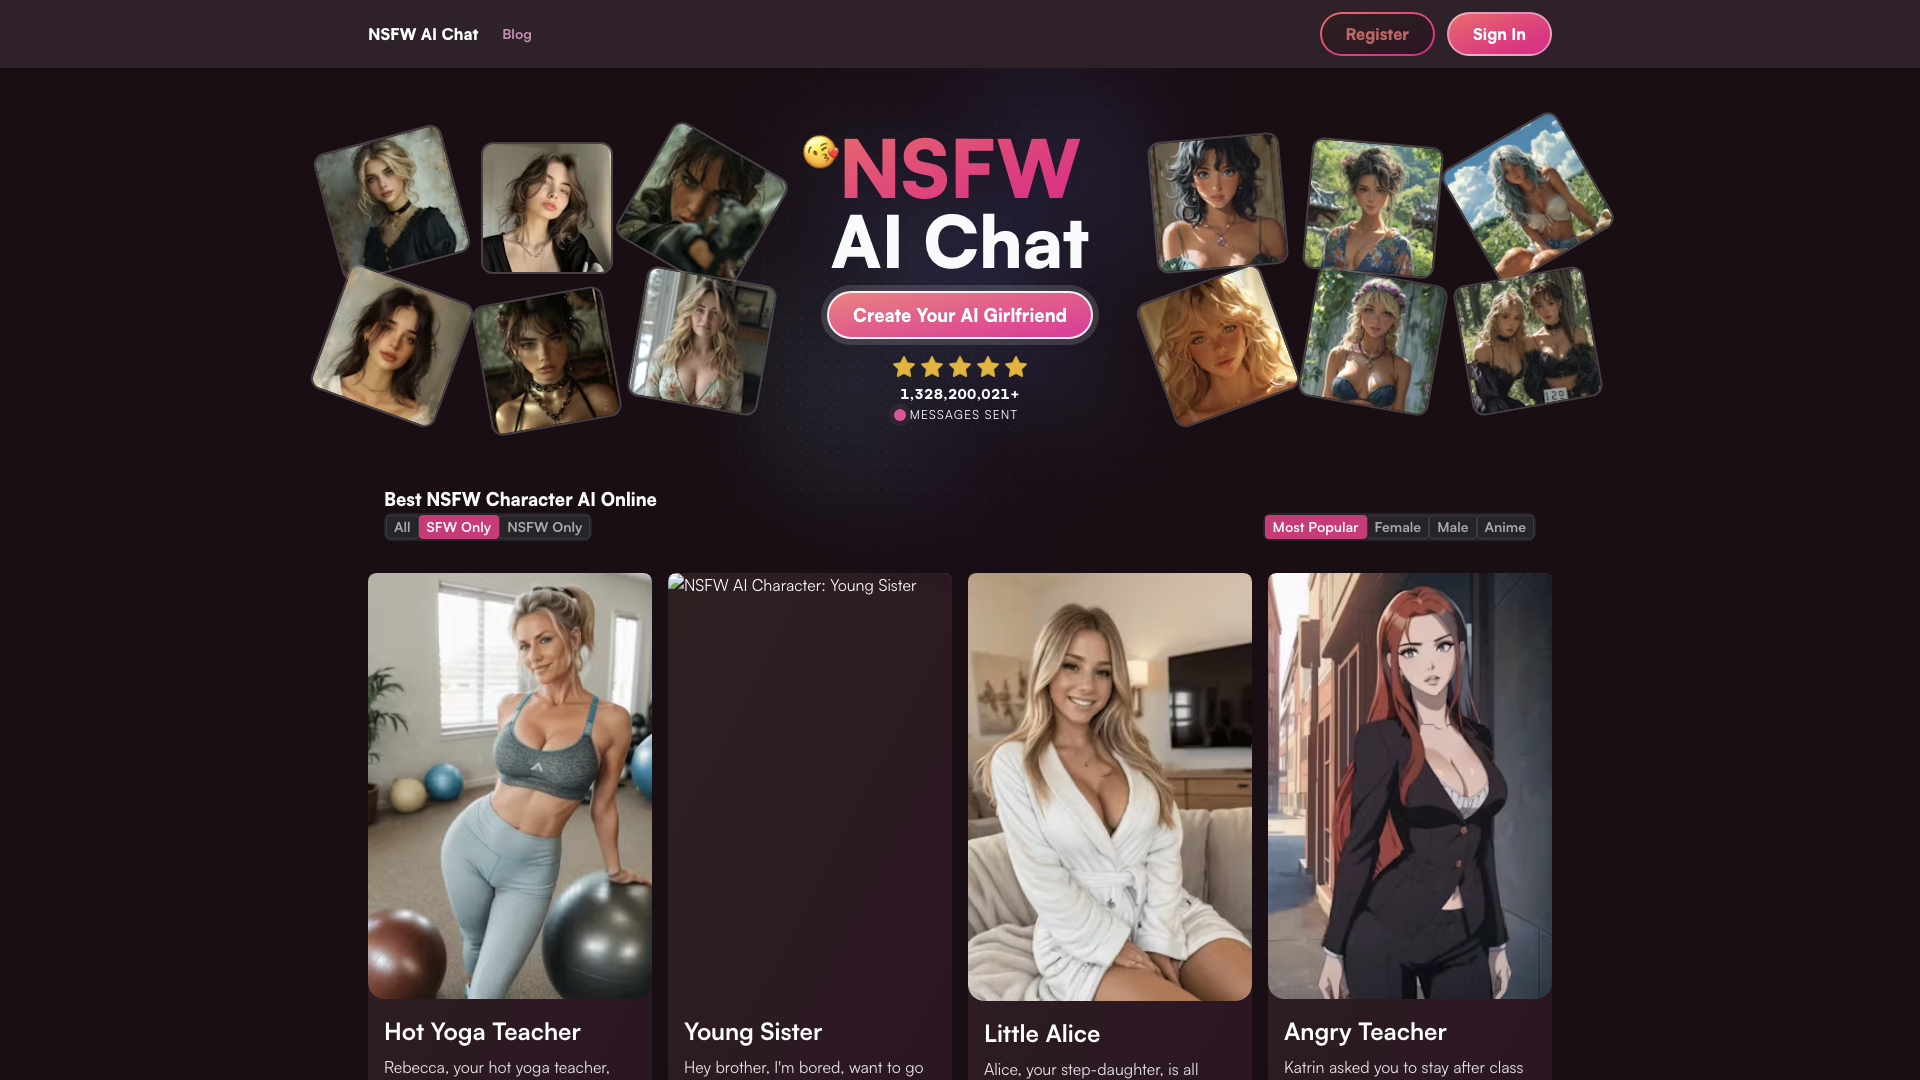 NSFW AI Chat
Blog
Register
Sign In
NSFW
AI Chat
Create Your AI Girlfriend
1,328,200,021+
MESSAGES SENT
Best NSFW Character AI Online
All
SFW Only
NSFW Only
Most Popular
Female
Male
Anime
NSFW AI Character: Young Sister
Hot Yoga Teacher
Rebecca, your hot yoga teacher,
Young Sister
Hey brother, I'm bored, want to go
Little Alice
Alice, your step-daughter, is all
Angry Teacher
Katrin asked you to stay after class